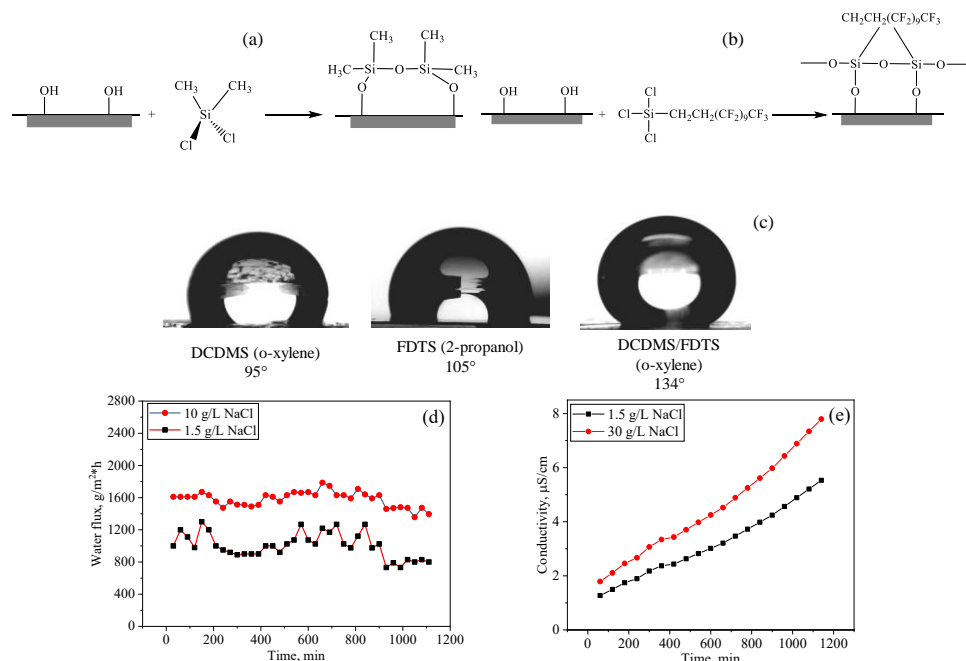 (a)
OH
OH
+
CH3
CH3
Si
Cl
Cl
CH3
CH3
CH3
Si
O
Si
CH3
O
O
(b)
OH
OH
+
Cl
Cl
Si
CH2CH2(CF2)9CF3
Cl
CH2CH2(CF2)9CF3
O
Si
O
Si
O
O
O
(c)
DCDMS (o-xylene)
95°
FDTS (2-propanol)
105°
DCDMS/FDTS
(o-xylene)
134°
(d)
10 g/L NaCl
1.5 g/L NaCl
Water flux, g/m²*h
2800
2400
2000
1600
1200
800
400
0
0 200 400 600 800 1000 1200
Time, min
(e)
1.5 g/L NaCl
30 g/L NaCl
Conductivity, µS/cm
8
6
4
2
0
0 200 400 600 800 1000 1200
Time, min